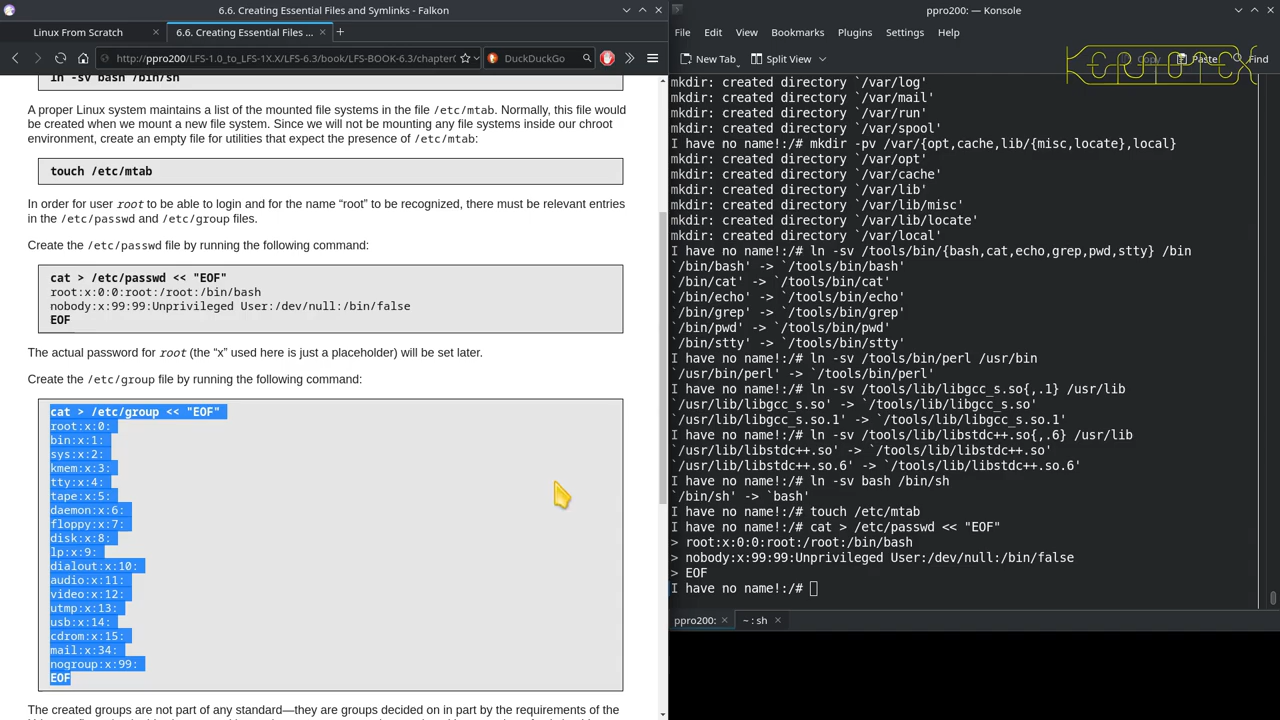 6.6. Creating Essential Files and Symlinks - Falkon
Linux From Scratch
6.6. Creating Essential Files ...
http://ppro200/LFS-1.0_to_LFS-1X.X/LFS-6.3/book/LFS-BOOK-6.3/chapter(
DuckDuckGo
ln -sv bash /bin/sh
A proper Linux system maintains a list of the mounted file systems in the file /etc/mtab. Normally, this file would
be created when we mount a new file system. Since we will not be mounting any file systems inside our chroot
environment, create an empty file for utilities that expect the presence of /etc/mtab:
touch /etc/mtab
In order for user root to be able to login and for the name “root” to be recognized, there must be relevant entries
in the /etc/passwd and /etc/group files.
Create the /etc/passwd file by running the following command:
cat > /etc/passwd << "EOF"
root:x:0:0:root:/root:/bin/bash
nobody:x:99:99:Unprivileged User:/dev/null:/bin/false
EOF
The actual password for root (the “x” used here is just a placeholder) will be set later.
Create the /etc/group file by running the following command:
cat > /etc/group << "EOF"
root:x:0:
bin:x:1:
sys:x:2:
kmem:x:3:
tty:x:4:
tape:x:5:
daemon:x:6:
floppy:x:7:
disk:x:8:
lp:x:9:
dialout:x:10:
audio:x:11:
video:x:12:
utmp:x:13:
usb:x:14:
cdrom:x:15:
mail:x:34:
nogroup:x:99:
EOF
The created groups are not part of any standard—they are groups decided on in part by the requirements of the
ppro200: — Konsole
File Edit View Bookmarks Plugins Settings Help
New Tab Split View Copy Paste Find
mkdir: created directory `/var/log'
mkdir: created directory `/var/mail'
mkdir: created directory `/var/run'
mkdir: created directory `/var/spool'
I have no name!:/# mkdir -pv /var/{opt,cache,lib/{misc,locate},local}
mkdir: created directory `/var/opt'
mkdir: created directory `/var/cache'
mkdir: created directory `/var/lib'
mkdir: created directory `/var/lib/misc'
mkdir: created directory `/var/lib/locate'
mkdir: created directory `/var/local'
I have no name!:/# ln -sv /tools/bin/{bash,cat,echo,grep,pwd,stty} /bin
`/bin/bash' -> `/tools/bin/bash'
`/bin/cat' -> `/tools/bin/cat'
`/bin/echo' -> `/tools/bin/echo'
`/bin/grep' -> `/tools/bin/grep'
`/bin/pwd' -> `/tools/bin/pwd'
`/bin/stty' -> `/tools/bin/stty'
I have no name!:/# ln -sv /tools/bin/perl /usr/bin
`/usr/bin/perl' -> `/tools/bin/perl'
I have no name!:/# ln -sv /tools/lib/libgcc_s.so{,.1} /usr/lib
`/usr/lib/libgcc_s.so' -> `/tools/lib/libgcc_s.so'
`/usr/lib/libgcc_s.so.1' -> `/tools/lib/libgcc_s.so.1'
I have no name!:/# ln -sv /tools/lib/libstdc++.so{,.6} /usr/lib
`/usr/lib/libstdc++.so' -> `/tools/lib/libstdc++.so'
`/usr/lib/libstdc++.so.6' -> `/tools/lib/libstdc++.so.6'
I have no name!:/# ln -sv bash /bin/sh
`/bin/sh' -> `bash'
I have no name!:/# touch /etc/mtab
I have no name!:/# cat > /etc/passwd << "EOF"
> root:x:0:0:root:/root:/bin/bash
> nobody:x:99:99:Unprivileged User:/dev/null:/bin/false
> EOF
I have no name!:/#
ppro200: ~ : sh